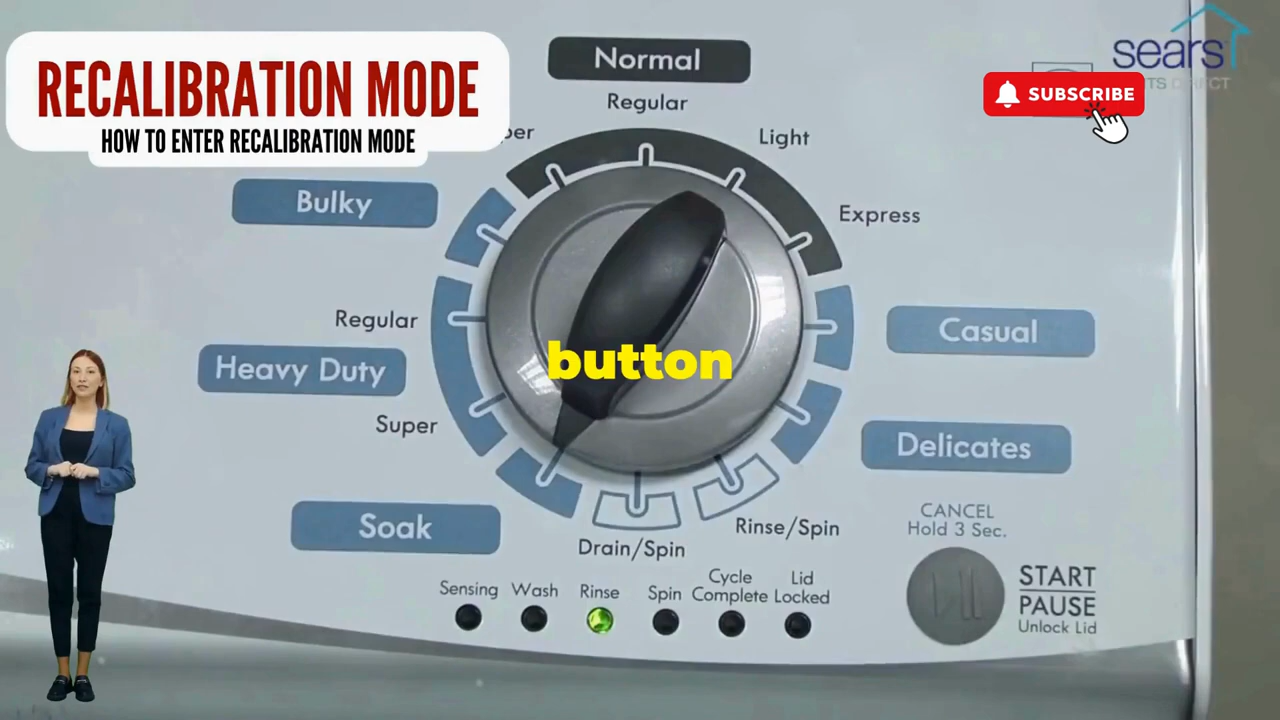 RECALIBRATION MODE
HOW TO ENTER RECALIBRATION MODE
sears
SUBSCRIBE
Normal
Regular
Light
Express
Bulky
Regular
Heavy Duty
Super
Soak
Casual
Delicates
Rinse/Spin
Drain/Spin
button
CANCEL
Hold 3 Sec.
START
PAUSE
Unlock Lid
Sensing
Wash
Rinse
Spin
Cycle
Complete
Lid
Locked